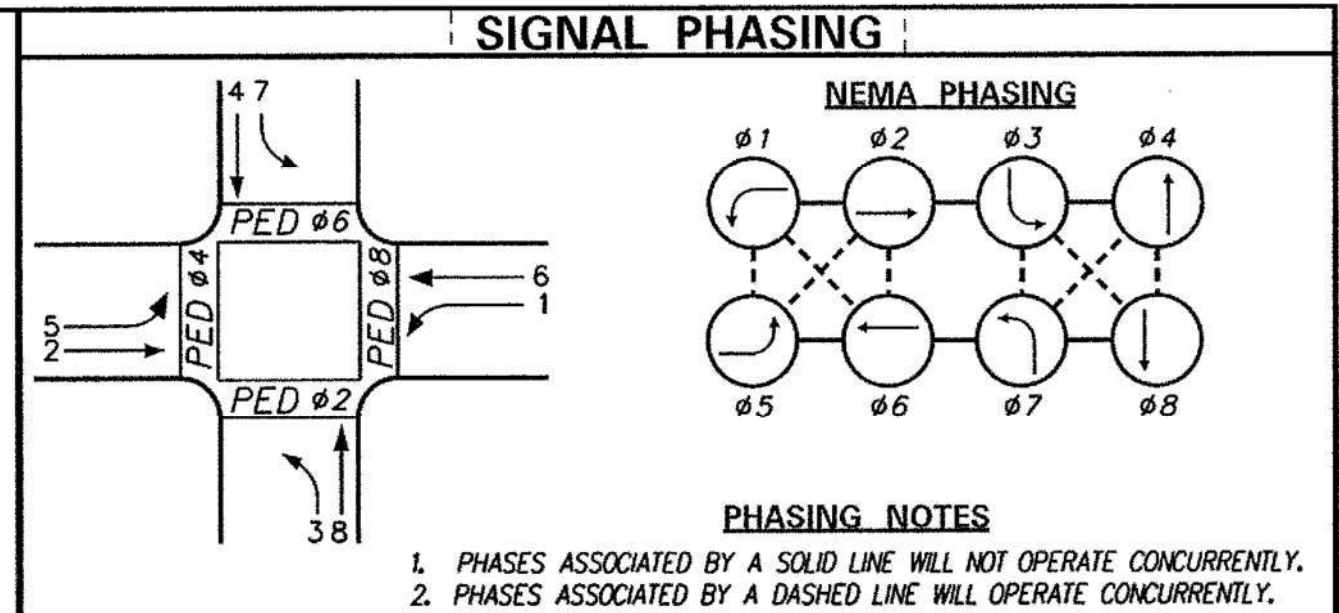 SIGNAL PHASING
4 7
PED ø6
PED ø4
PED ø8
6
1
5
2
PED ø2
3 8
NEMA PHASING
ø1 ø2 ø3 ø4
ø5 ø6 ø7 ø8
PHASING NOTES
1. PHASES ASSOCIATED BY A SOLID LINE WILL NOT OPERATE CONCURRENTLY.
2. PHASES ASSOCIATED BY A DASHED LINE WILL OPERATE CONCURRENTLY.